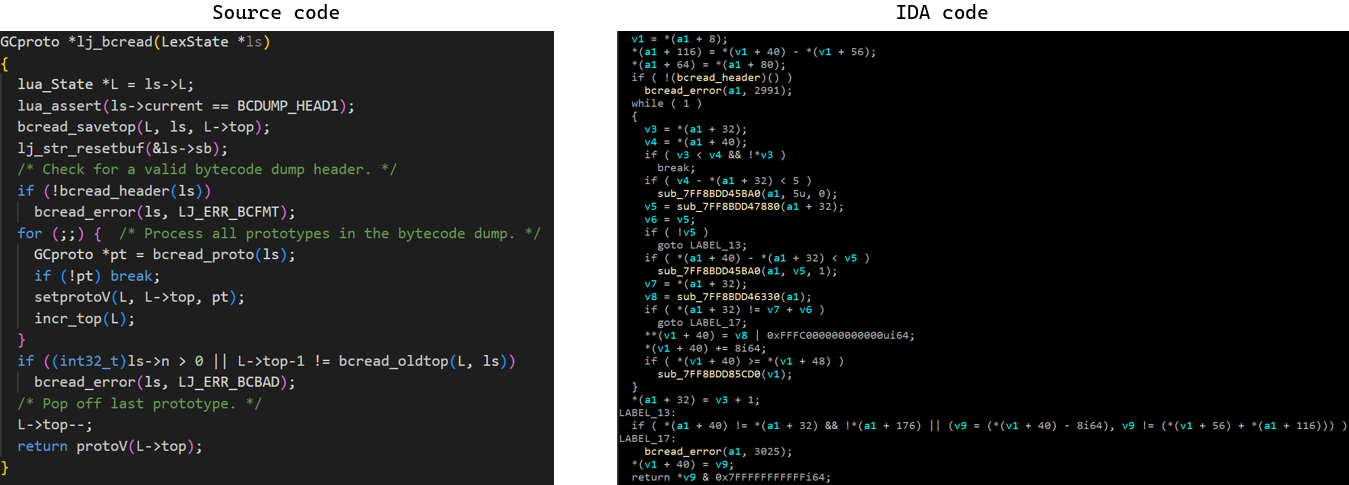 Source code
GCproto *lj_bcread(LexState *ls)
{
lua_State *L = ls->L;
lua_assert(ls->current == BCDUMP_HEAD1);
bcread_savetop(L, ls, L->top);
lj_str_resetbuf(&ls->sb);
/* Check for a valid bytecode dump header. */
if (!bcread_header(ls))
bcread_error(ls, LJ_ERR_BCFMT);
for (;;) {  /* Process all prototypes in the bytecode dump. */
GCproto *pt = bcread_proto(ls);
if (!pt) break;
setprotoV(L, L->top, pt);
incr_top(L);
}
if ((int32_t)ls->n > 0 || L->top-1 != bcread_oldtop(L, ls))
bcread_error(ls, LJ_ERR_BCBAD);
/* Pop off last prototype. */
L->top--;
return protoV(L->top);
}
IDA code
v1 = *(a1 + 8);
*(a1 + 116) = *(v1 + 40) - *(v1 + 56);
*(a1 + 64) = *(a1 + 80);
if ( !(bcread_header)() )
bcread_error(a1, 2991);
while ( 1 )
{
v3 = *(a1 + 32);
v4 = *(a1 + 40);
if ( v3 < v4 && !*v3 )
break;
if ( v4 - *(a1 + 32) < 5 )
sub_7FF8BDD45BA0(a1, 5u, 0);
v5 = sub_7FF8BDD47880(a1 + 32);
v6 = v5;
if ( !v5 )
goto LABEL_13;
if ( *(a1 + 40) - *(a1 + 32) < v5 )
sub_7FF8BDD45BA0(a1, v5, 1);
v7 = *(a1 + 32);
v8 = sub_7FF8BDD46330(a1);
if ( *(a1 + 32) != v7 + v6 )
goto LABEL_17;
**(v1 + 40) = v8 | 0xFFFC000000000000ui64;
*(v1 + 40) += 8i64;
if ( *(v1 + 40) >= *(v1 + 48) )
sub_7FF8BDD85CD0(v1);
}
*(a1 + 32) = v3 + 1;
LABEL_13:
if ( *(a1 + 40) != *(a1 + 32) && !*(a1 + 176) || (v9 = (*(v1 + 40) - 8i64), v9 != (*(v1 + 56) + *(a1 + 116))) )
LABEL_17:
bcread_error(a1, 3025);
*(v1 + 40) = v9;
return *v9 & 0x7FFFFFFFFFFFi64;